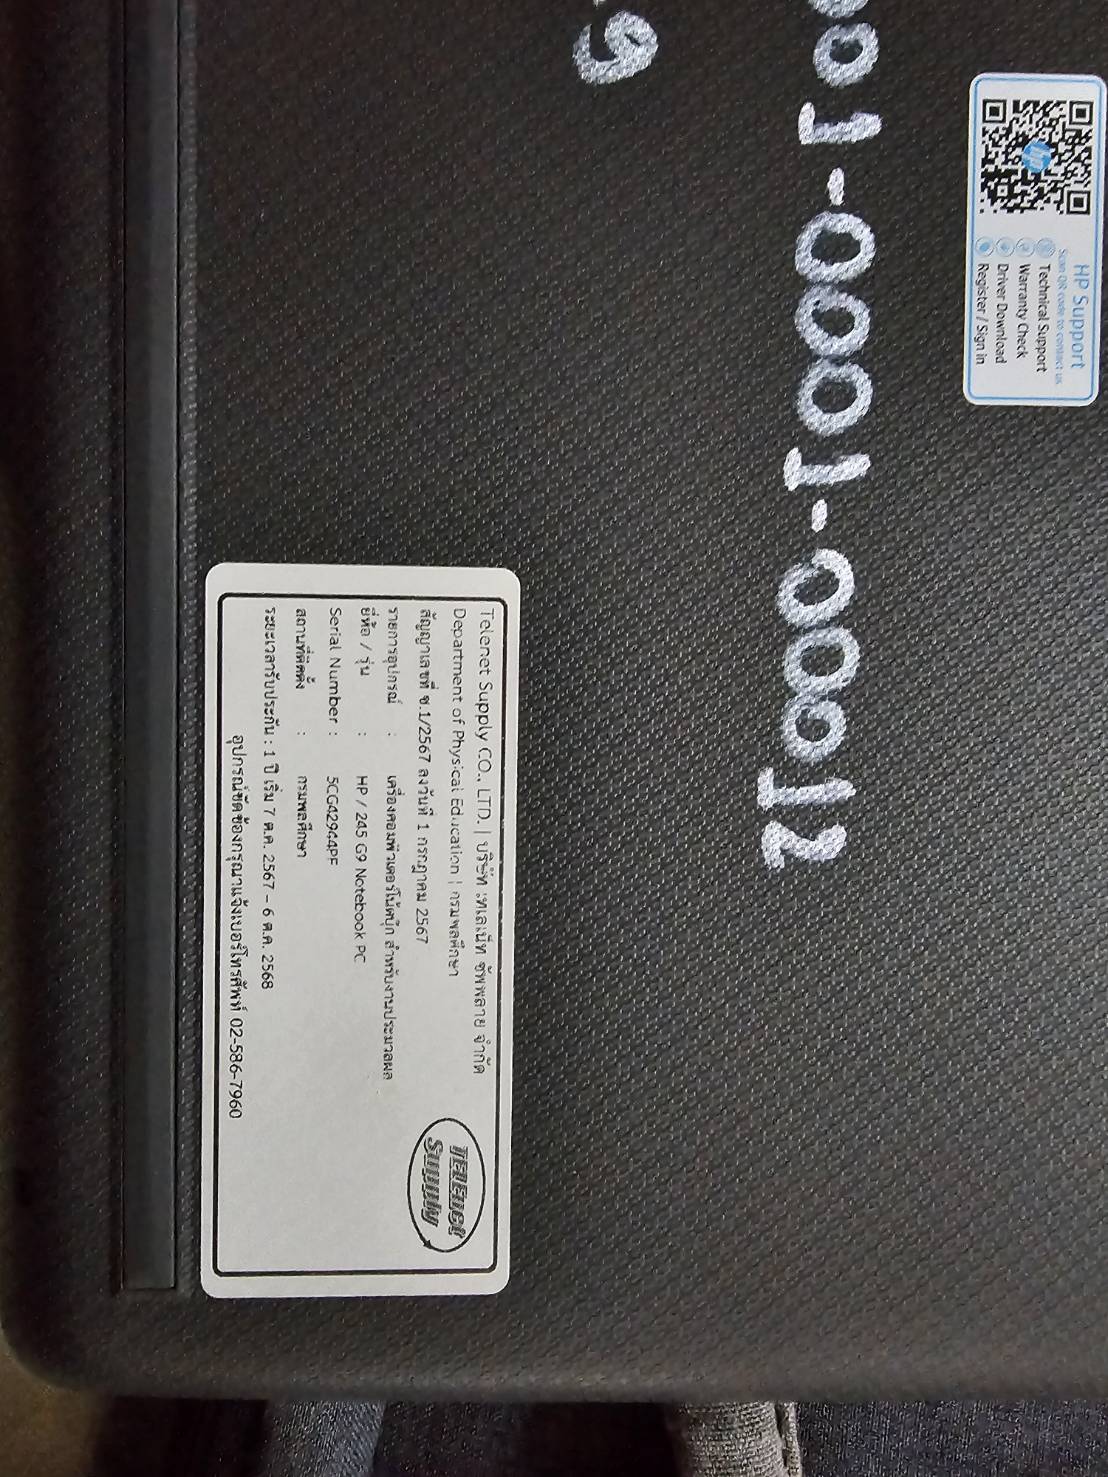 HP Support
Scan QR code to contact us
Technical Support
Warranty Check
Driver Download
Register / Sign in
hp
01-0001-00012
.9
Telenet Supply CO., LTD. | บริษัท เทเลเน็ท ซัพพลาย จำกัด
Department of Physical Education | กรมพลศึกษา
สัญญาเลขที่ ซ.1/2567 ลงวันที่ 1 กรกฎาคม 2567
รายการอุปกรณ์ : เครื่องคอมพิวเตอร์โน้ตบุ๊ก สำหรับงานประมวลผล
ยี่ห้อ / รุ่น : HP / 245 G9 Notebook PC
Serial Number : 5CG42944PF
สถานที่ติดตั้ง : กรมพลศึกษา
ระยะเวลารับประกัน : 1 ปี เริ่ม 7 ต.ค. 2567 – 6 ต.ค. 2568
อุปกรณ์ขัดข้องกรุณาแจ้งเบอร์โทรศัพท์ 02-586-7960
TELEnet
Supply